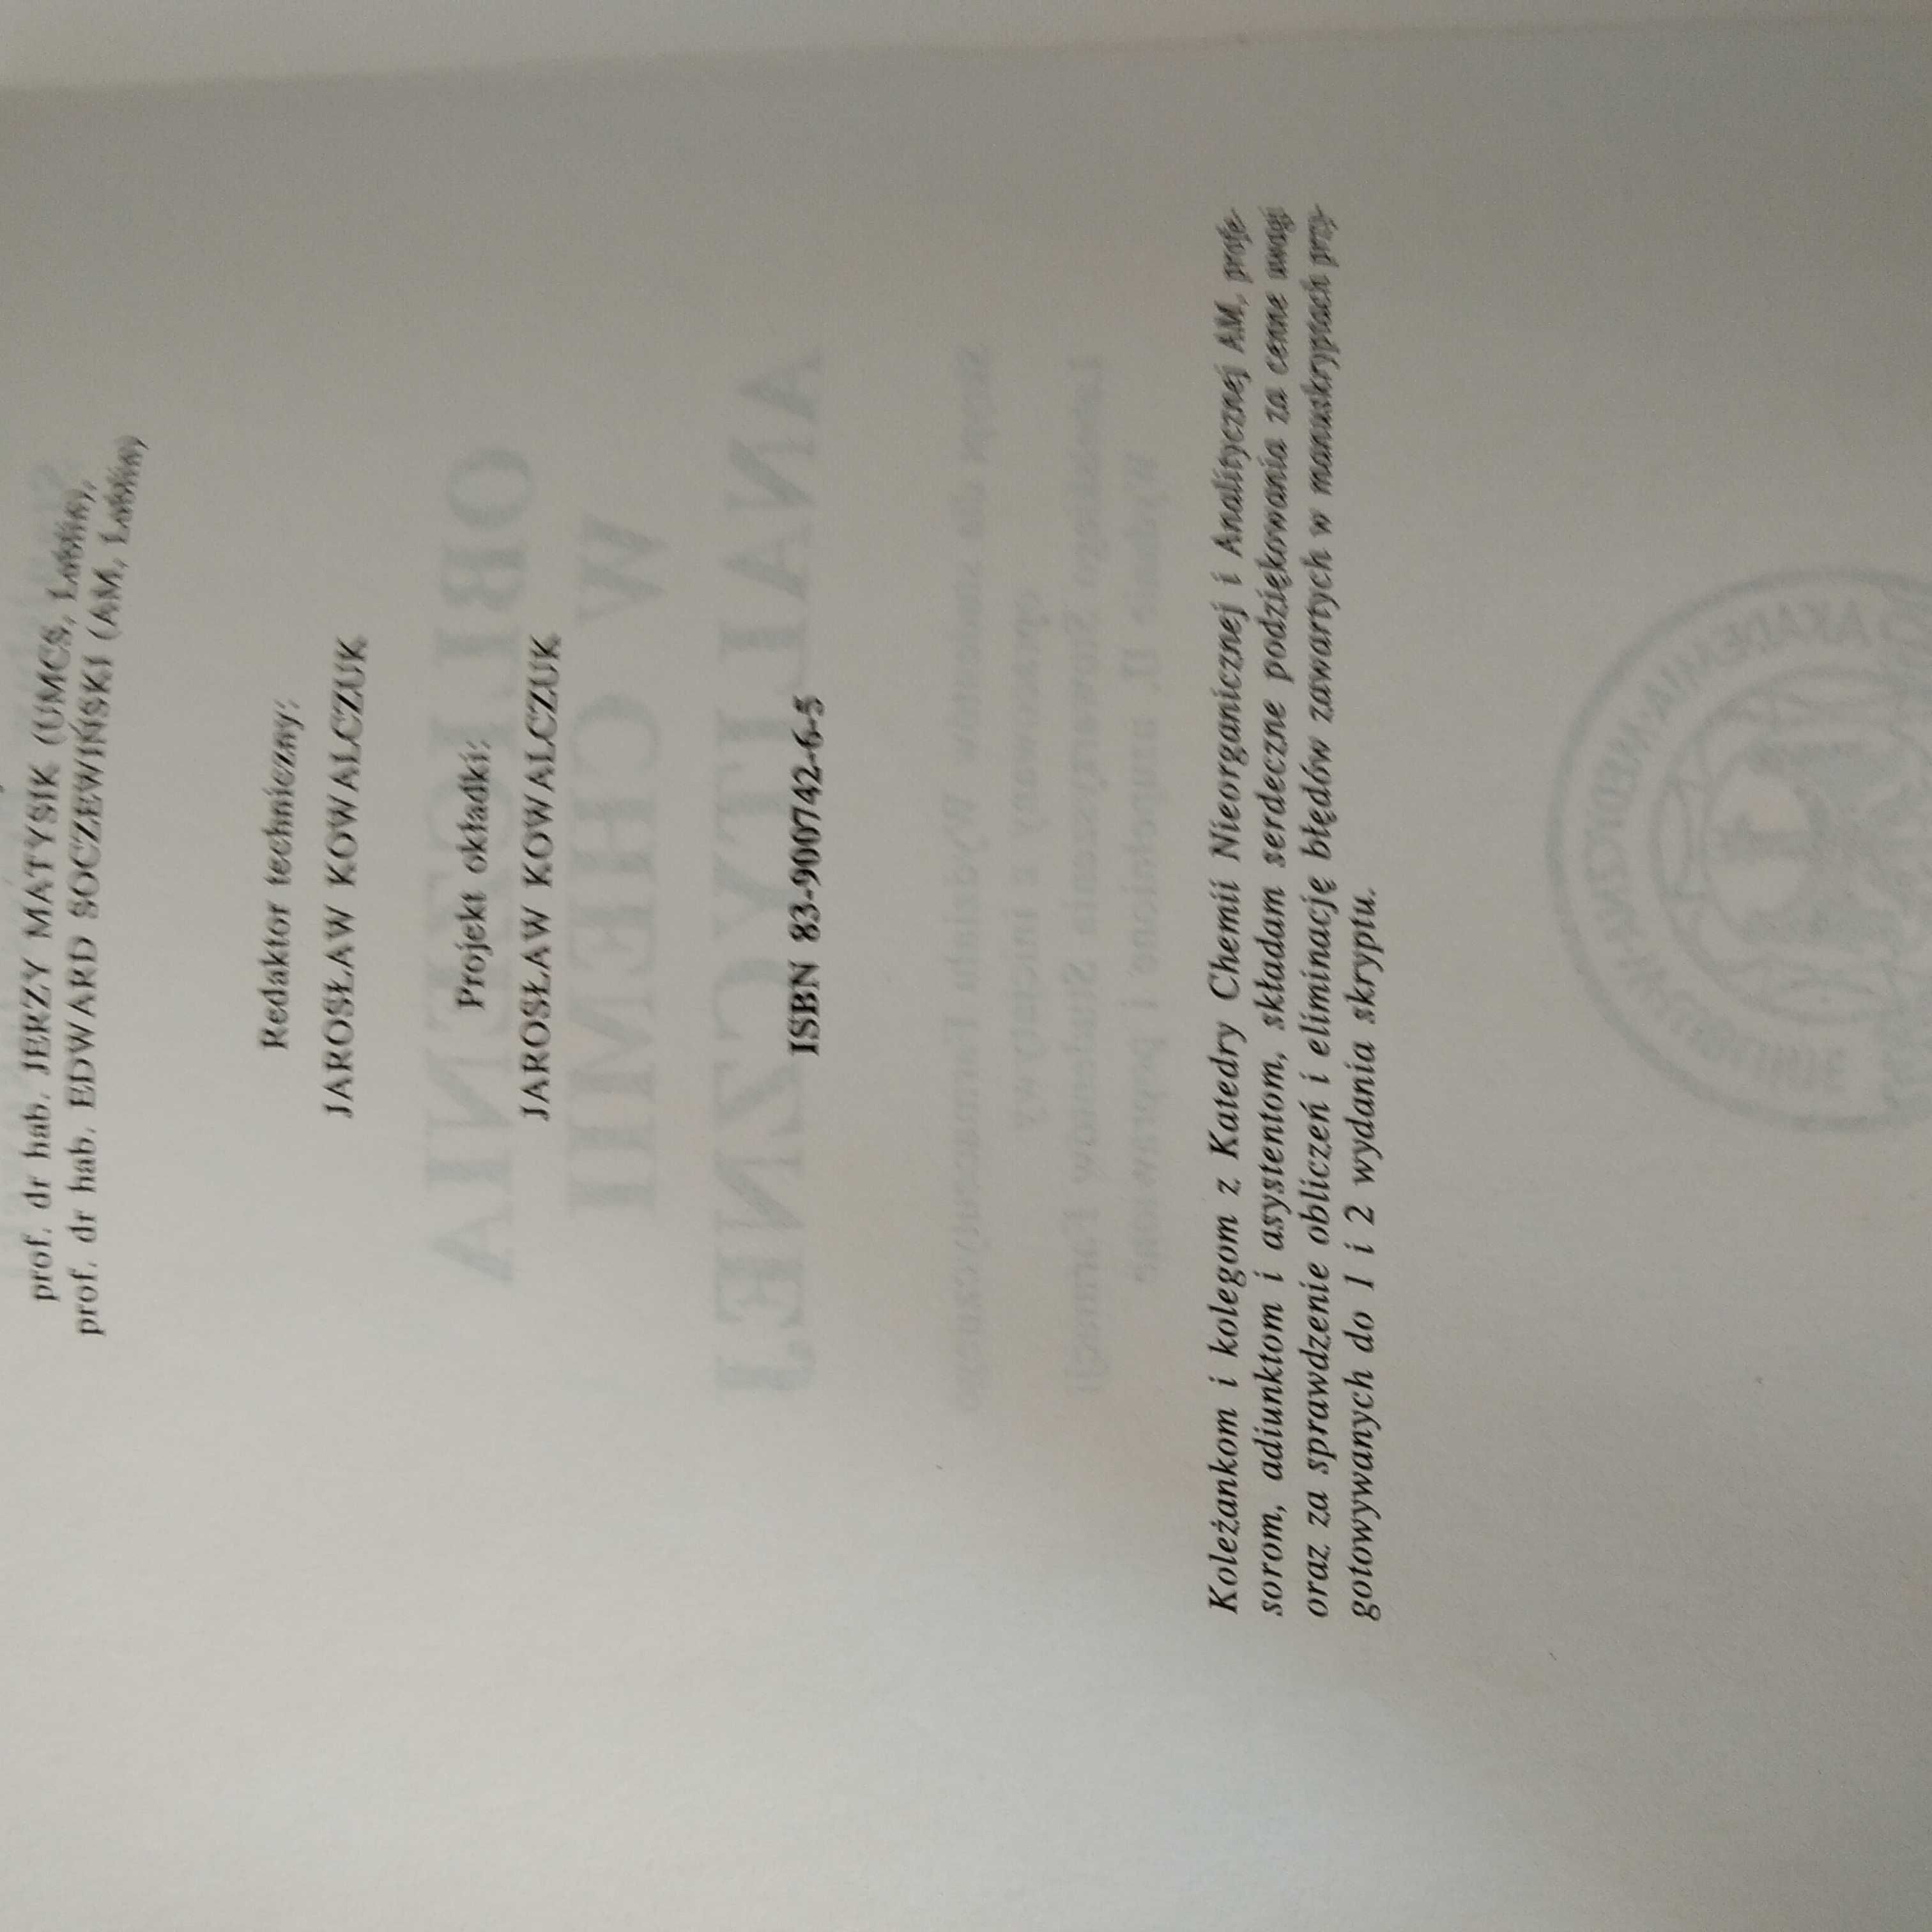 prof. dr hab. JERZY MATYSIK (UMCS, Lublin),
prof. dr hab. EDWARD SOCZEWIŃSKI (AM, Lublin)
Redaktor techniczny:
JAROSŁAW KOWALCZUK
Projekt okładki:
JAROSŁAW KOWALCZUK
ISBN 83-900742-6-5
Koleżankom i kolegom z Katedry Chemii Nieorganicznej i Analitycznej AM, profe-
sorom, adiunktom i asystentom, składam serdeczne podziękowania za cenne uwagi
oraz za sprawdzenie obliczeń i eliminację błędów zawartych w manuskryptach przy-
gotowywanych do 1 i 2 wydania skryptu.
OBLICZENIA
W CHEMII
ANALITYCZNEJ